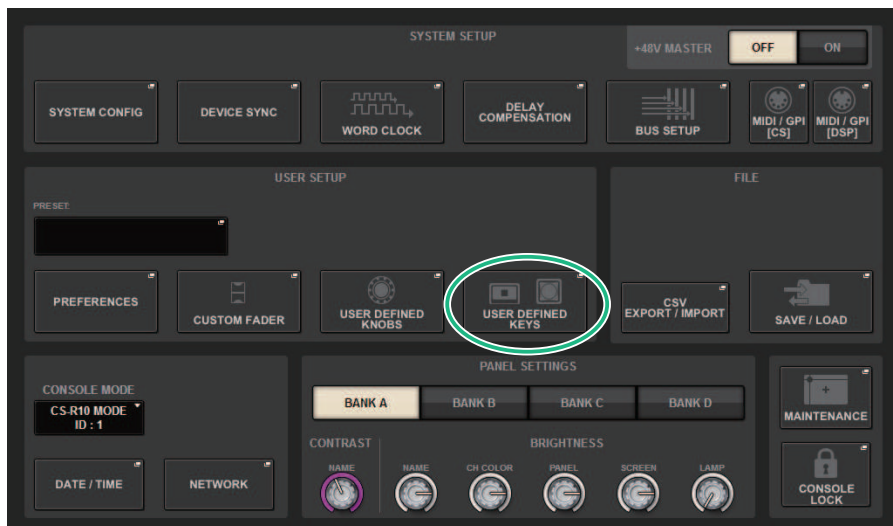 SYSTEM SETUP
+48V MASTER
OFF
ON
SYSTEM CONFIG
DEVICE SYNC
WORD CLOCK
DELAY
COMPENSATION
BUS SETUP
MIDI / GPI
[CS]
MIDI / GPI
[DSP]
USER SETUP
PRESET
PREFERENCES
CUSTOM FADER
USER DEFINED
KNOBS
USER DEFINED
KEYS
FILE
CSV
EXPORT / IMPORT
SAVE / LOAD
CONSOLE MODE
CS-R10 MODE
ID : 1
DATE / TIME
NETWORK
PANEL SETTINGS
BANK A
BANK B
BANK C
BANK D
CONTRAST
BRIGHTNESS
NAME
NAME
CH COLOR
PANEL
SCREEN
LAMP
MAINTENANCE
CONSOLE
LOCK